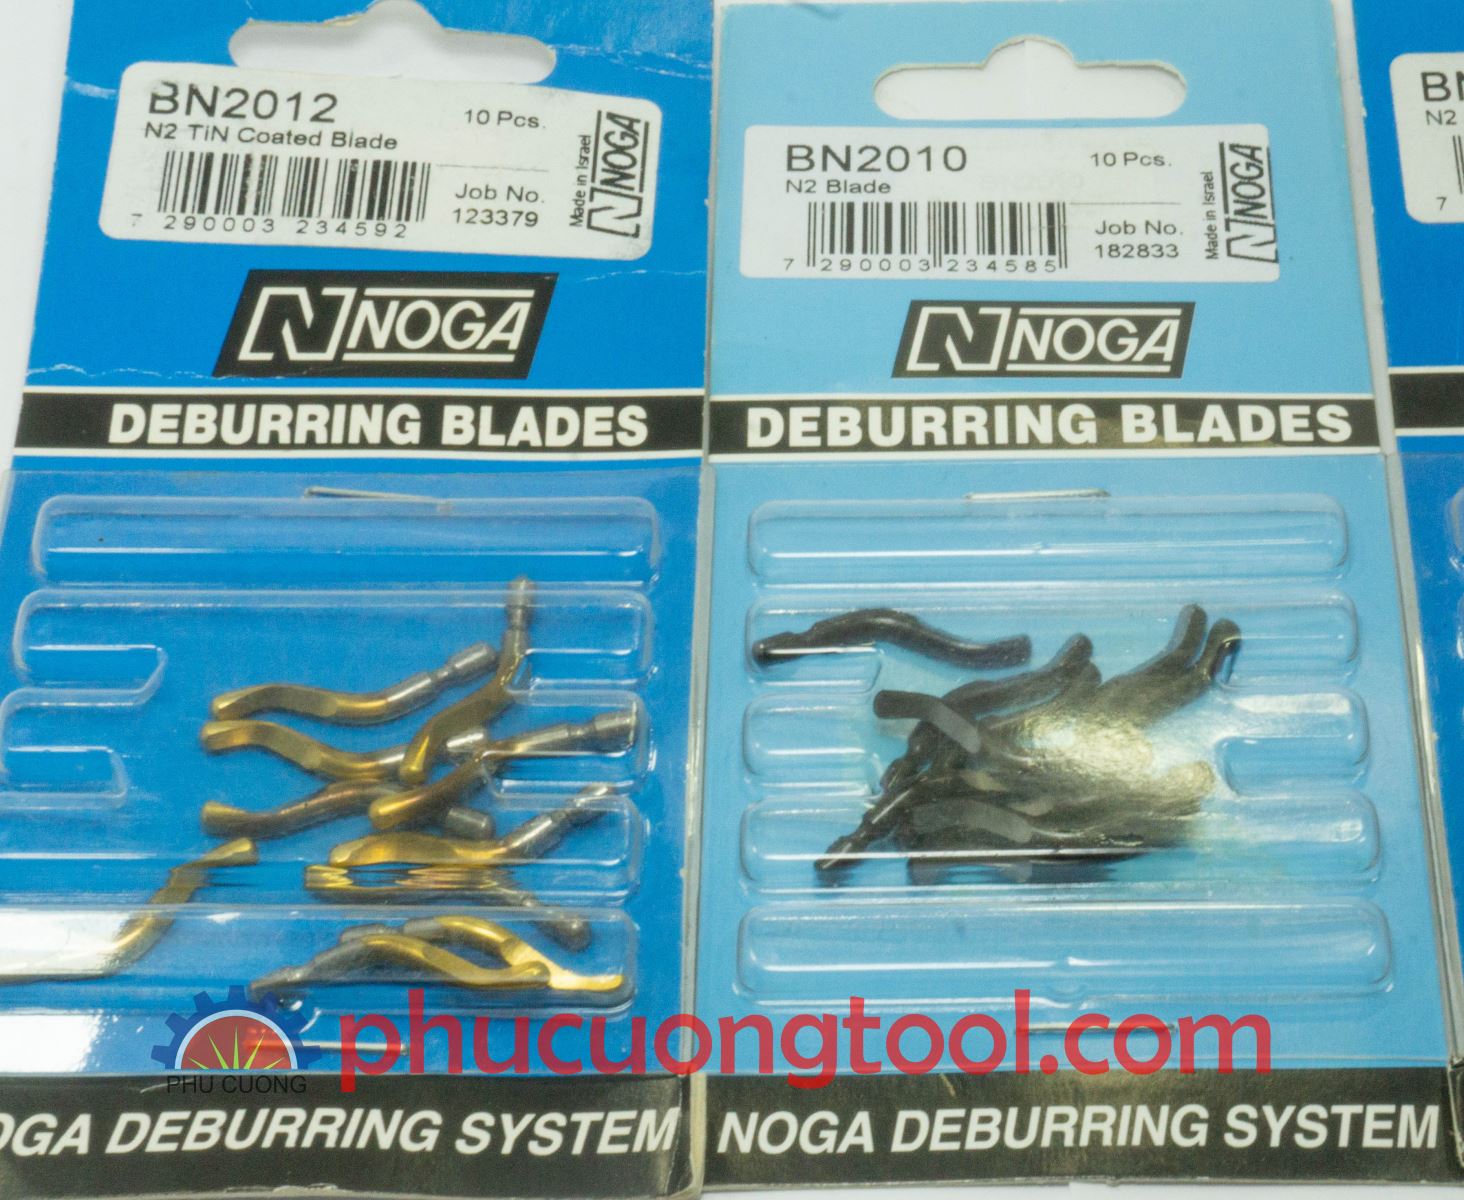 BN2012
10 Pcs.
N2 TiN Coated Blade
Job No.
123379
7 290003 234592
Made in Israel
NOGA
NOGA
DEBURRING BLADES
BN2010
10 Pcs.
N2 Blade
Job No.
182833
7 290003 234585
Made in Israel
NOGA
NOGA
DEBURRING BLADES
N2
7
PHU CUONG
phucuongtool.com
NOGA DEBURRING SYSTEM
NOGA DEBURRING SYSTEM